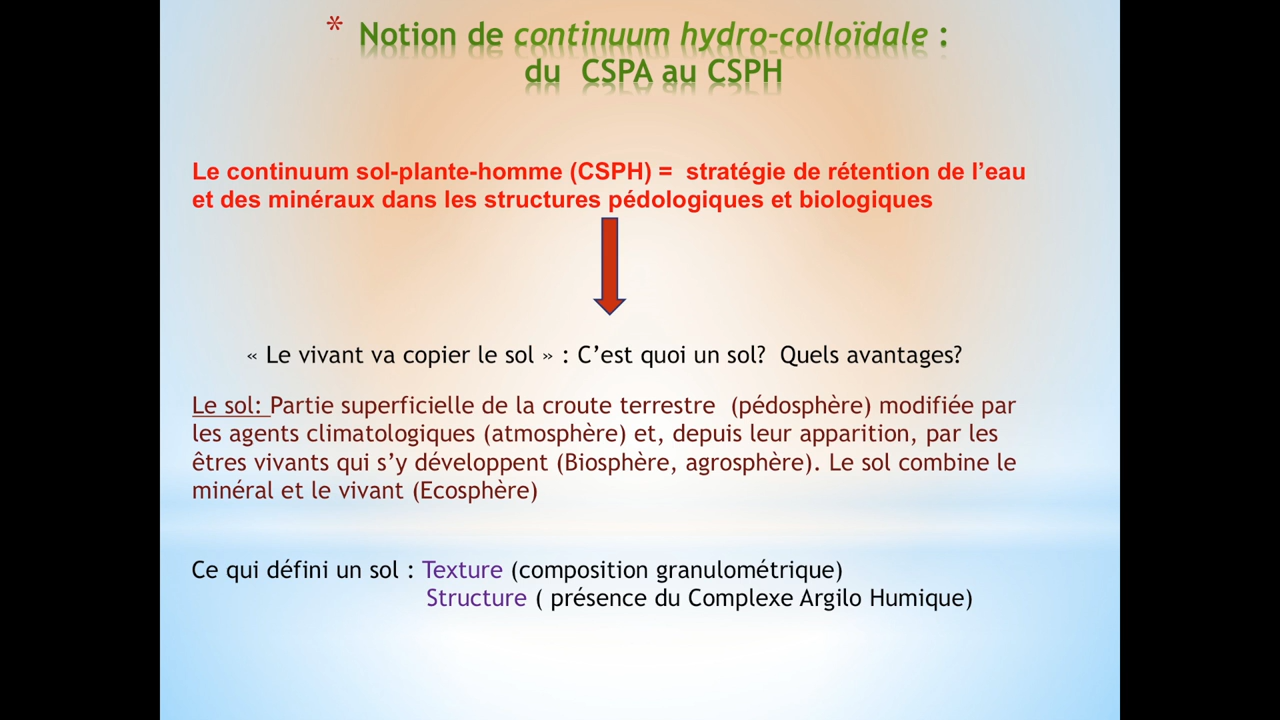 * Notion de continuum hydro-colloïdale :
du CSPA au CSPH
Le continuum sol-plante-homme (CSPH) = stratégie de rétention de l’eau
et des minéraux dans les structures pédologiques et biologiques
« Le vivant va copier le sol » : C’est quoi un sol? Quels avantages?
Le sol: Partie superficielle de la croute terrestre (pédosphère) modifiée par
les agents climatologiques (atmosphère) et, depuis leur apparition, par les
êtres vivants qui s’y développent (Biosphère, agrosphère). Le sol combine le
minéral et le vivant (Ecosphère)
Ce qui défini un sol : Texture (composition granulométrique)
Structure ( présence du Complexe Argilo Humique)